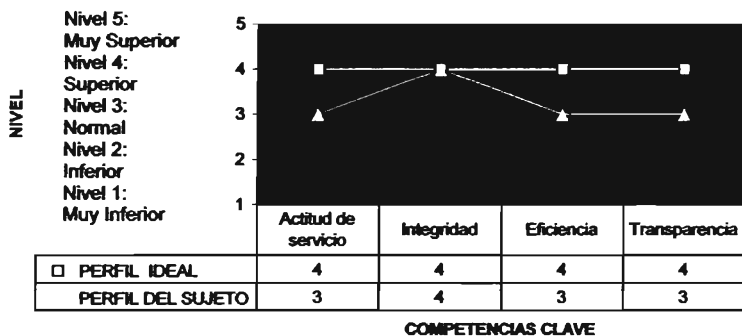 Nivel 5:
Muy Superior
Nivel 4:
Superior
Nivel 3:
Normal
Nivel 2:
Inferior
Nivel 1:
Muy Inferior
NIVEL
5
4
3
2
1
Actitud de servicio Integridad Eficiencia Transparencia
PERFIL IDEAL 4 4 4 4
PERFIL DEL SUJETO 3 4 3 3
COMPETENCIAS CLAVE